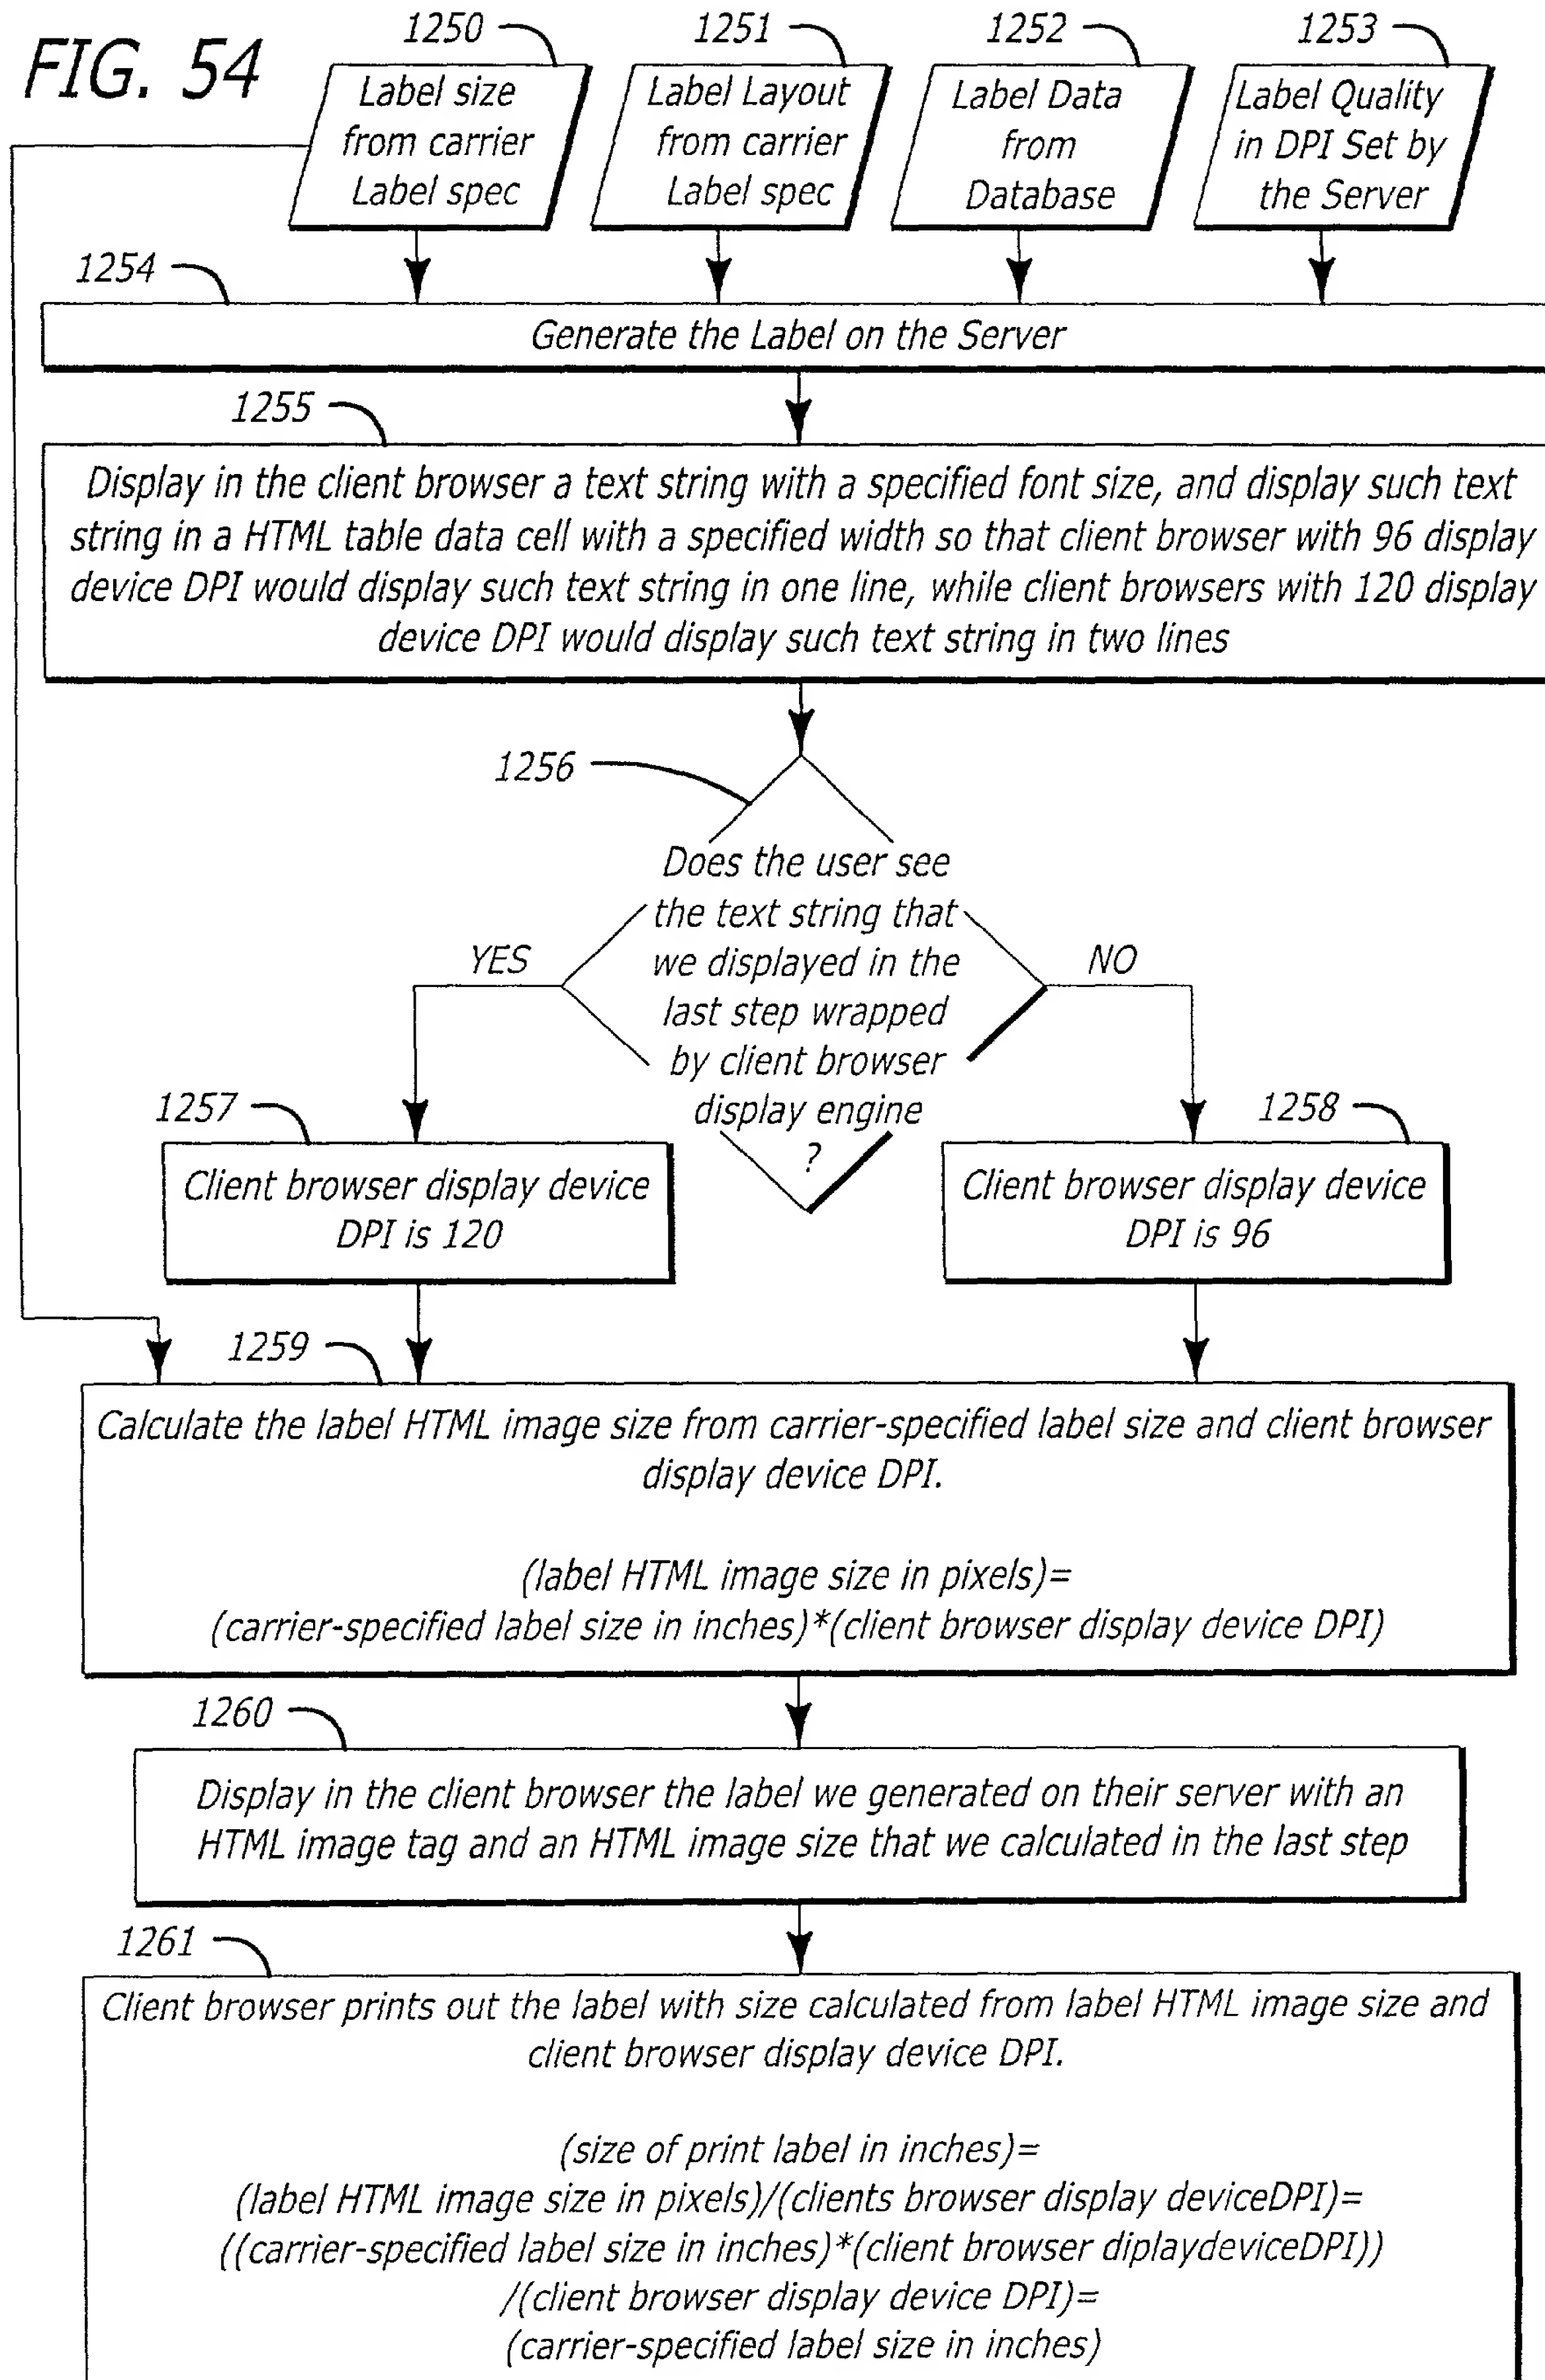 FIG. 54
1250
1251
1252
1253
Label size
from carrier
Label spec
Label Layout
from carrier
Label spec
Label Data
from
Database
Label Quality
in DPI Set by
the Server
1254
Generate the Label on the Server
1255
Display in the client browser a text string with a specified font size, and display such text
string in a HTML table data cell with a specified width so that client browser with 96 display
device DPI would display such text string in one line, while client browsers with 120 display
device DPI would display such text string in two lines
1256
Does the user see
the text string that
we displayed in the
last step wrapped
by client browser
display engine
?
YES
NO
1257
Client browser display device
DPI is 120
1258
Client browser display device
DPI is 96
1259
Calculate the label HTML image size from carrier-specified label size and client browser
display device DPI.
(label HTML image size in pixels)=
(carrier-specified label size in inches)*(client browser display device DPI)
1260
Display in the client browser the label we generated on their server with an
HTML image tag and an HTML image size that we calculated in the last step
1261
Client browser prints out the label with size calculated from label HTML image size and
client browser display device DPI.
(size of print label in inches)=
(label HTML image size in pixels)/(clients browser display deviceDPI)=
((carrier-specified label size in inches)*(client browser diplaydeviceDPI))
/(client browser display device DPI)=
(carrier-specified label size in inches)